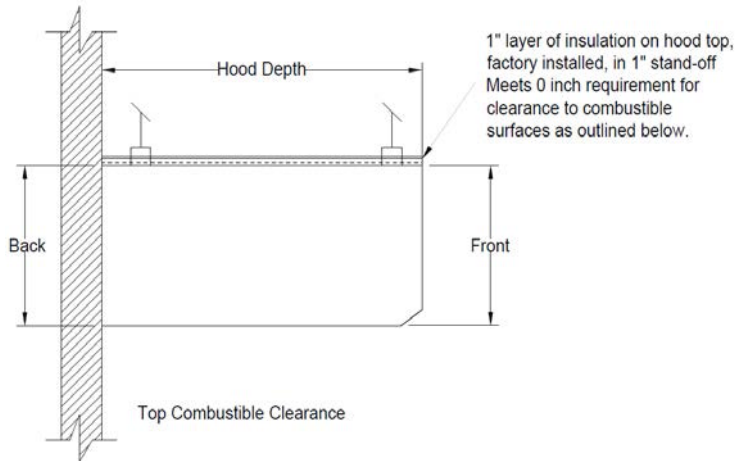 1" layer of insulation on hood top,
factory installed, in 1" stand-off
Meets 0 inch requirement for
clearance to combustible
surfaces as outlined below.
Hood Depth
Back
Front
Top Combustible Clearance